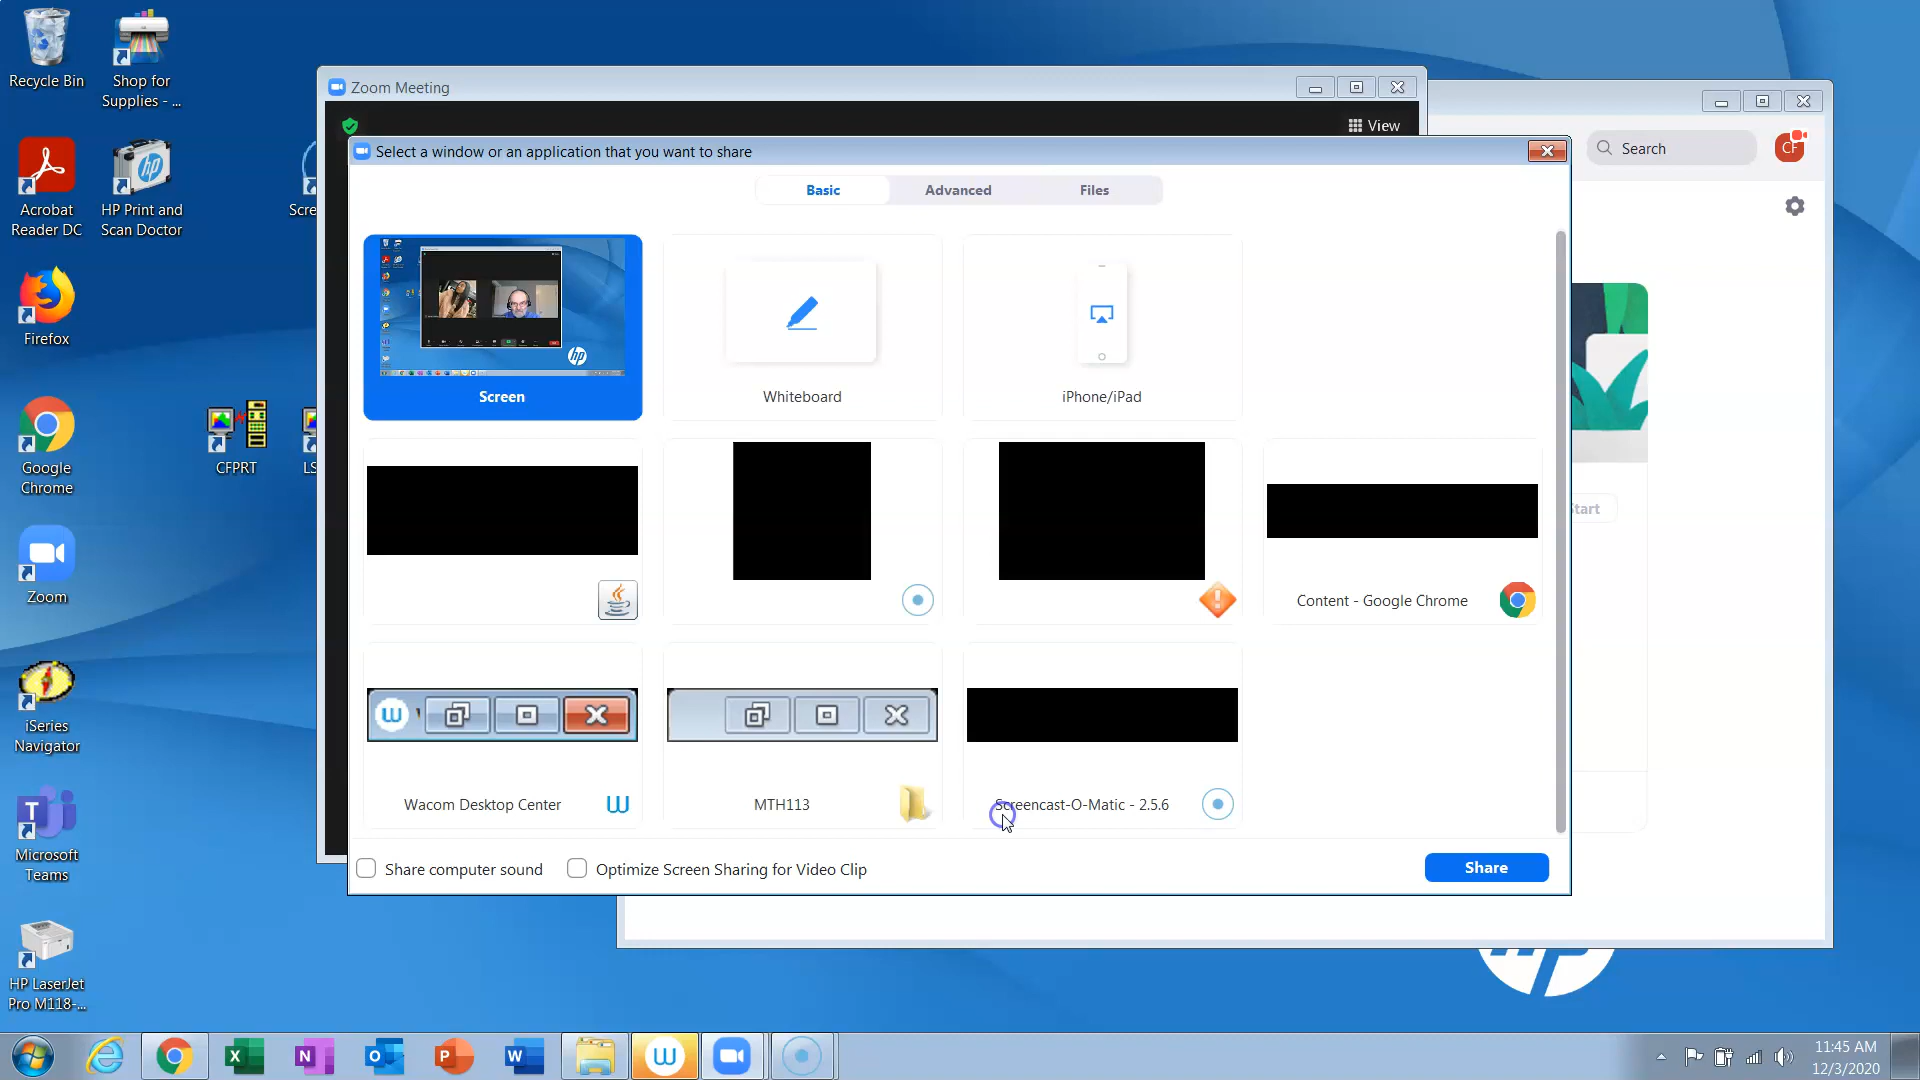 Recycle Bin
Shop for
Supplies - ...
Acrobat
Reader DC
HP Print and
Scan Doctor
Scre
Firefox
Google
Chrome
CFPRT
LS
Zoom
iSeries
Navigator
Microsoft
Teams
HP LaserJet
Pro M118-...
Zoom Meeting
View
Search
CF
Select a window or an application that you want to share
Basic
Advanced
Files
hp
Screen
Whiteboard
iPhone/iPad
Content - Google Chrome
Wacom Desktop Center
MTH113
Screencast-O-Matic - 2.5.6
Start
Share computer sound
Optimize Screen Sharing for Video Clip
Share
11:45 AM
12/3/2020